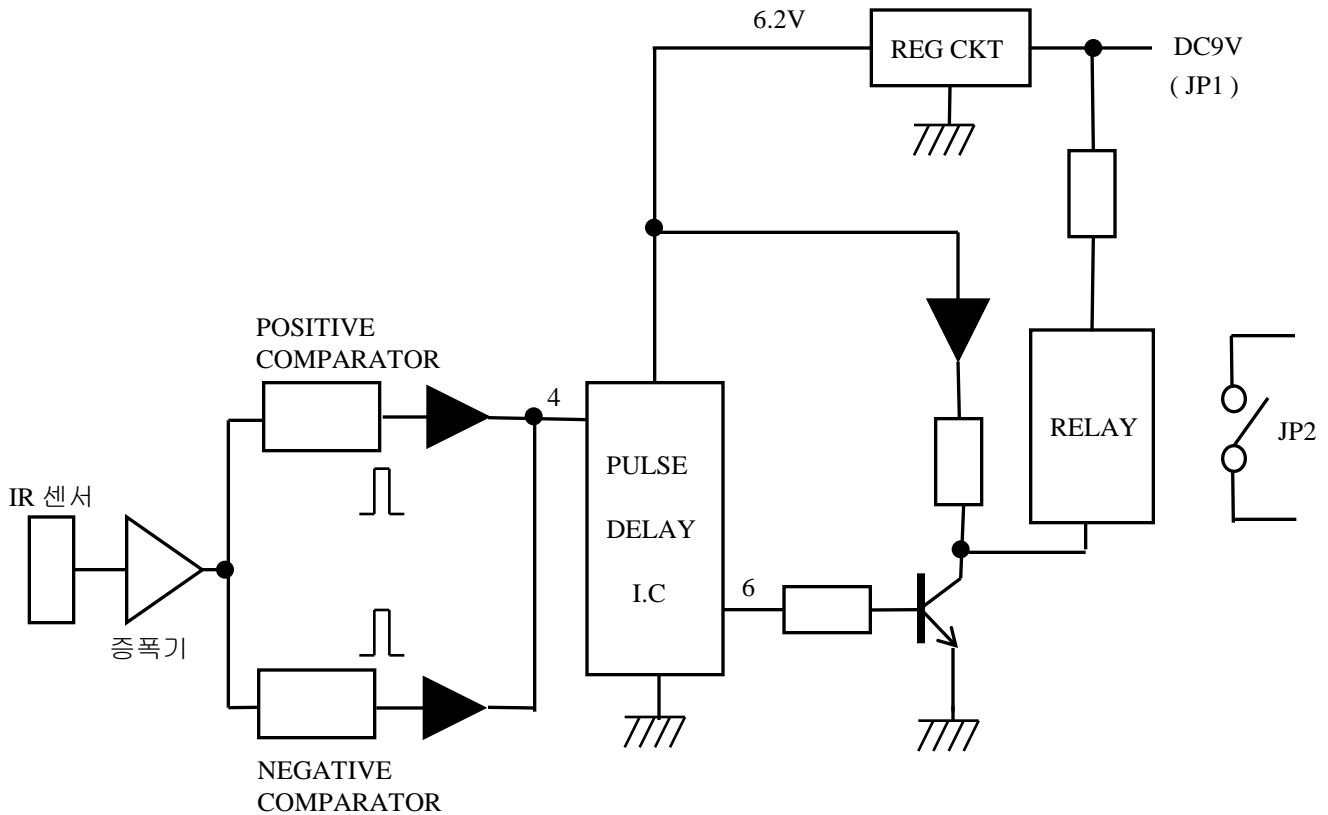 6.2V
REG CKT
DC9V
( JP1 )
POSITIVE
COMPARATOR
4
RELAY
JP2
PULSE
DELAY
I.C
IR 센서
6
증폭기
NEGATIVE
COMPARATOR